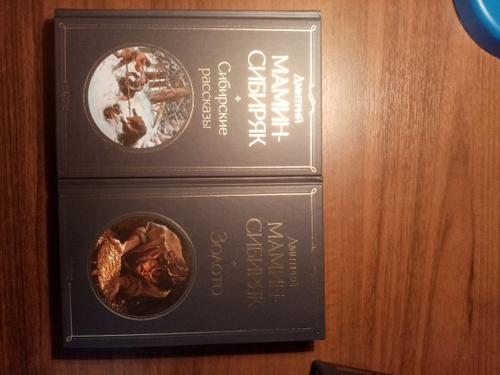 Дмитрий
МАМИН-
СИБИРЯК
Сибирские
рассказы
Дмитрий
МАМИН-
СИБИРЯК
Золото